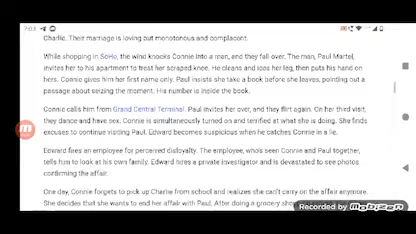 7:03
Charlie. Their marriage is loving but monotonous and complacent.
While shopping in SoHo, the wind knocks Connie into a man, and they fall over. The man, Paul Martel,
invites her to his apartment to treat her scraped knee. He cleans and ices her leg, then puts his hand on
hers. Connie gives him her first name only. Paul insists she take a book before she leaves, pointing out a
passage about seizing the moment. His number is inside the book.
Connie calls him from Grand Central Terminal. Paul invites her over, and they flirt again. On her third visit,
they dance and have sex. Connie is simultaneously turned on and terrified at what she is doing. She finds
excuses to continue visiting Paul. Edward becomes suspicious when he catches Connie in a lie.
Edward fires an employee for perceived disloyalty. The employee, who's seen Connie and Paul together,
tells him to look at his own family. Edward hires a private investigator and is devastated to see photos
confirming the affair.
One day, Connie forgets to pick up Charlie from school and realizes she can't carry on the affair anymore.
She decides that she wants to end her affair with Paul. After doing a grocery
Recorded by Mobizen